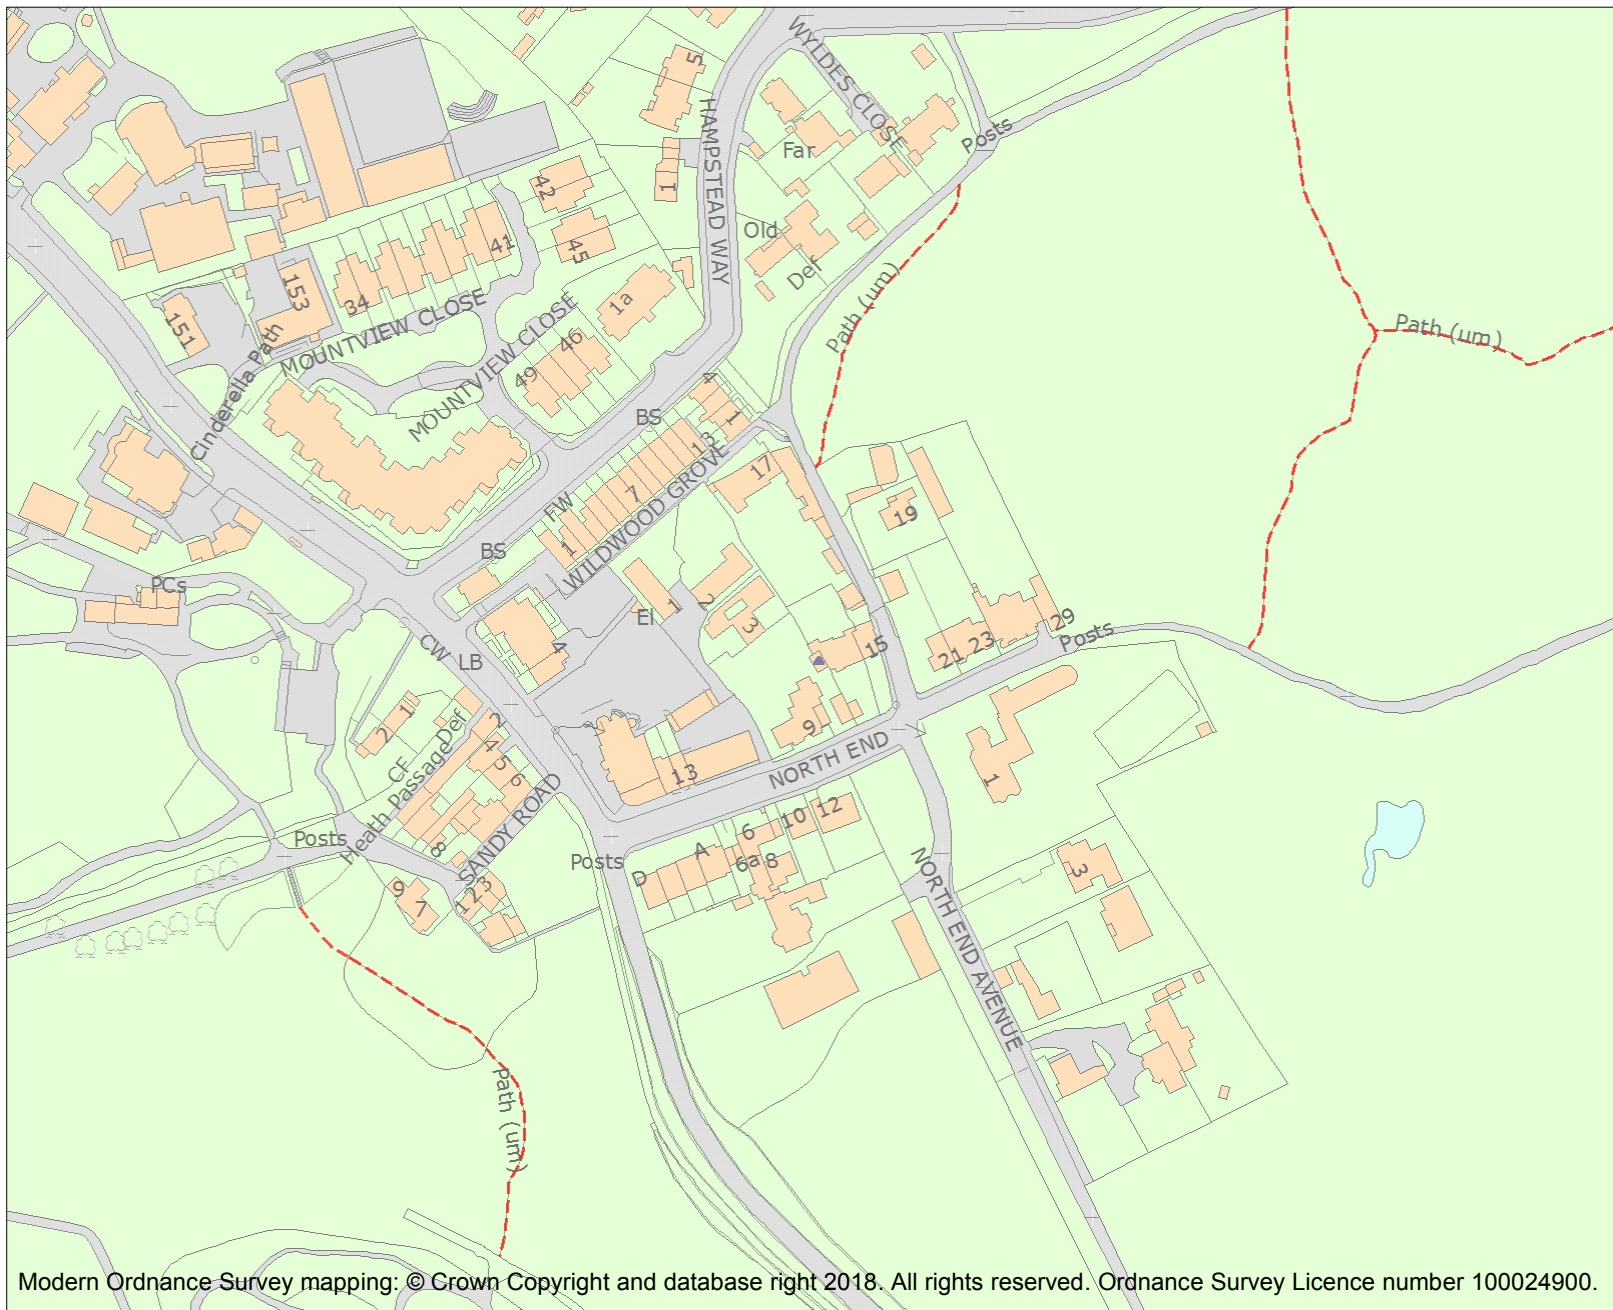 WYLDES CLOSE
5
HAMPSTEAD WAY
Posts
Far
42
1
41
45
Old
Def
153
34
1a
Path (um)
151
MOUNTVIEW CLOSE
MOUNTVIEW CLOSE
46
49
Path (um)
Cinderella Path
4
1
BS
13
17
7
FW
WILDWOOD GROVE
19
1
BS
PCs
El
1
2
3
29
Posts
CW
LB
4
15
21
23
1
2
Def
2
9
CF
4
5
6
13
NORTH END
1
Heath Passage
SANDY ROAD
Posts
8
Posts
A
D
6
10
12
6a
8
3
9
7
1
2
3
NORTH END AVENUE
Path (um)
Modern Ordnance Survey mapping: © Crown Copyright and database right 2018. All rights reserved. Ordnance Survey Licence number 100024900.